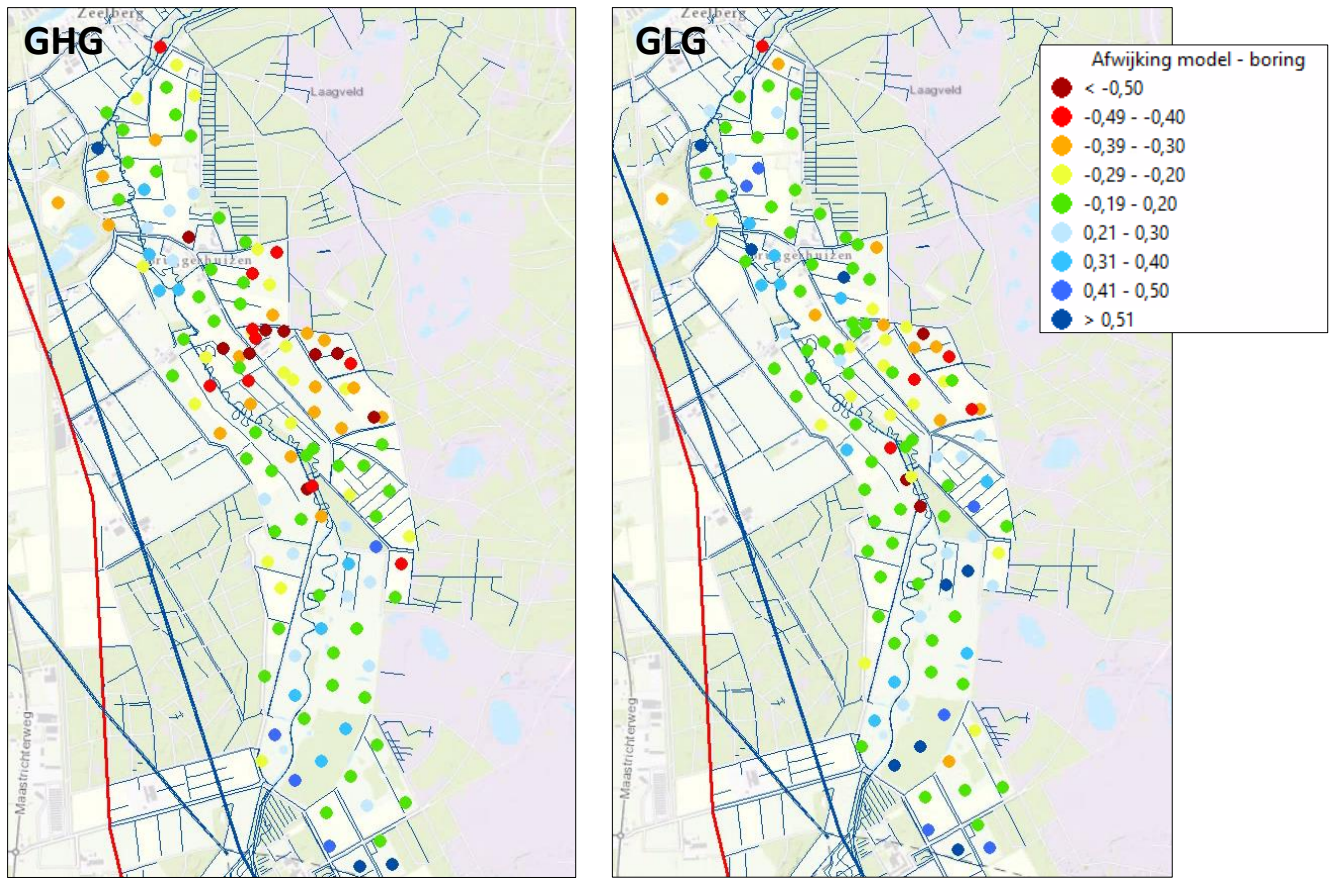 Zeelberg
GHG
Laagveld
Maastrichterweg
Zeelberg
GLG
Laagveld
Maastrichterweg
Afwijking model - boring
< -0,50
-0,49 - -0,40
-0,39 - -0,30
-0,29 - -0,20
-0,19 - 0,20
0,21 - 0,30
0,31 - 0,40
0,41 - 0,50
> 0,51